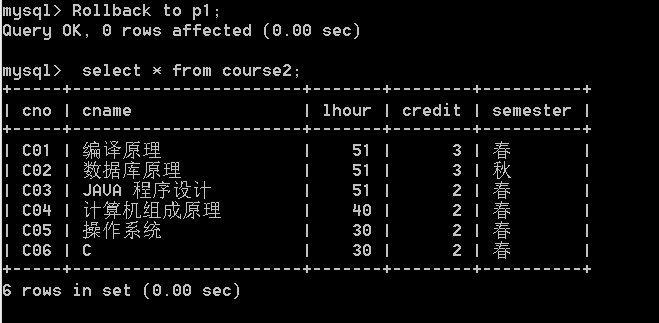 mysql> Rollback to p1;
Query OK, 0 rows affected (0.00 sec)
mysql>  select * from course2;
+-----+----------------------+-------+--------+----------+
| cno | cname                | lhour | credit | semester |
+-----+----------------------+-------+--------+----------+
| C01 | 编译原理             |    51 |      3 | 春       |
| C02 | 数据库原理           |    51 |      3 | 秋       |
| C03 | JAVA 程序设计        |    51 |      2 | 春       |
| C04 | 计算机组成原理       |    40 |      2 | 春       |
| C05 | 操作系统             |    30 |      2 | 春       |
| C06 | C                    |    30 |      2 | 春       |
+-----+----------------------+-------+--------+----------+
6 rows in set (0.00 sec)